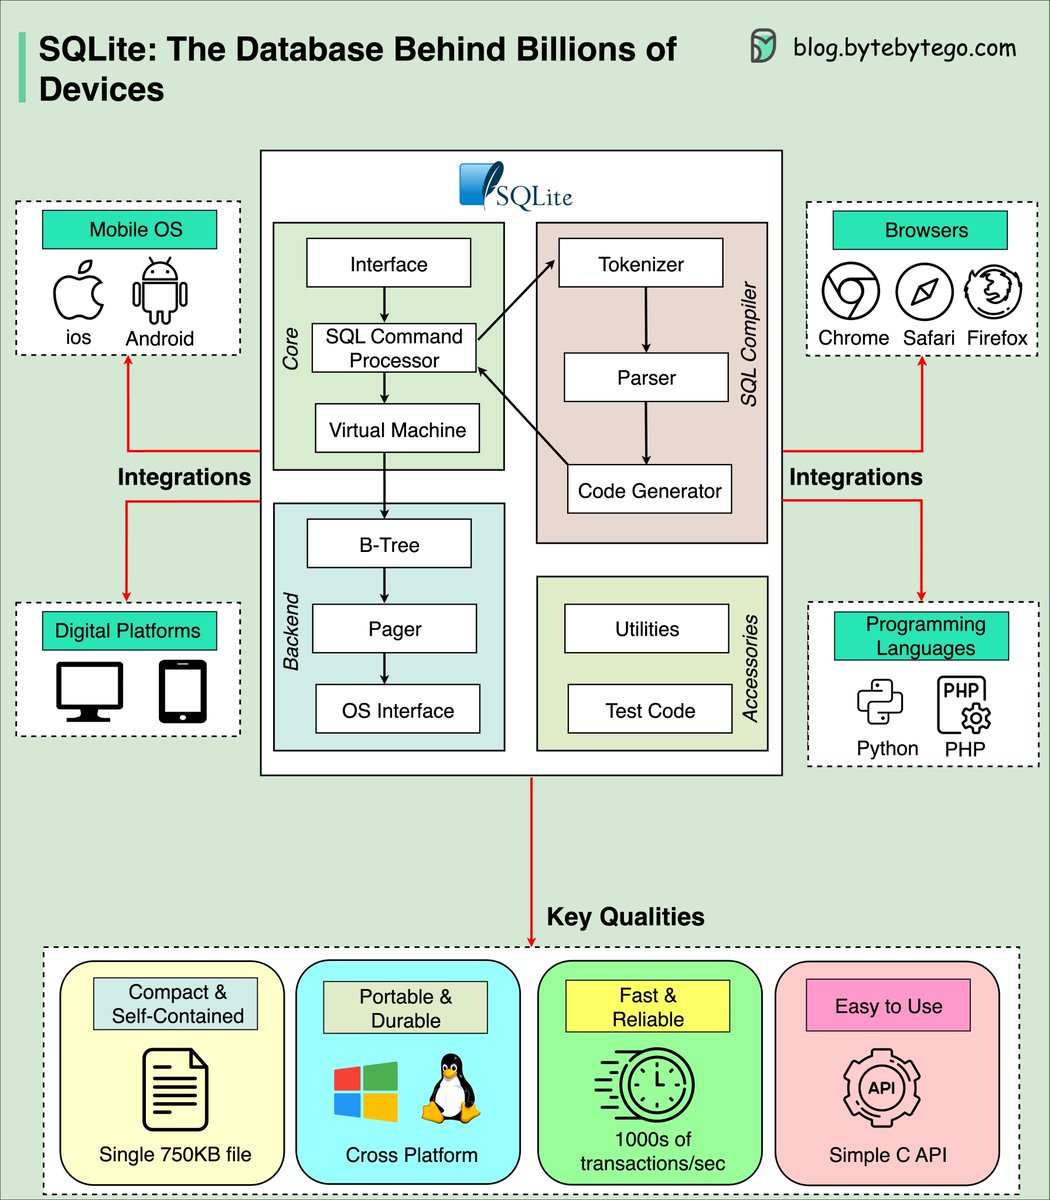 SQLite: The Database Behind Billions of
Devices
blog.bytebytego.com
SQLite
Mobile OS
ios
Android
Browsers
Chrome
Safari
Firefox
Core
Interface
SQL Command
Processor
Virtual Machine
SQL Compiler
Tokenizer
Parser
Code Generator
Integrations
Integrations
Backend
B-Tree
Pager
OS Interface
Accessories
Utilities
Test Code
Digital Platforms
Programming
Languages
Python
PHP
PHP
Key Qualities
Compact &
Self-Contained
Single 750KB file
Portable &
Durable
Cross Platform
Fast &
Reliable
1000s of
transactions/sec
Easy to Use
API
Simple C API